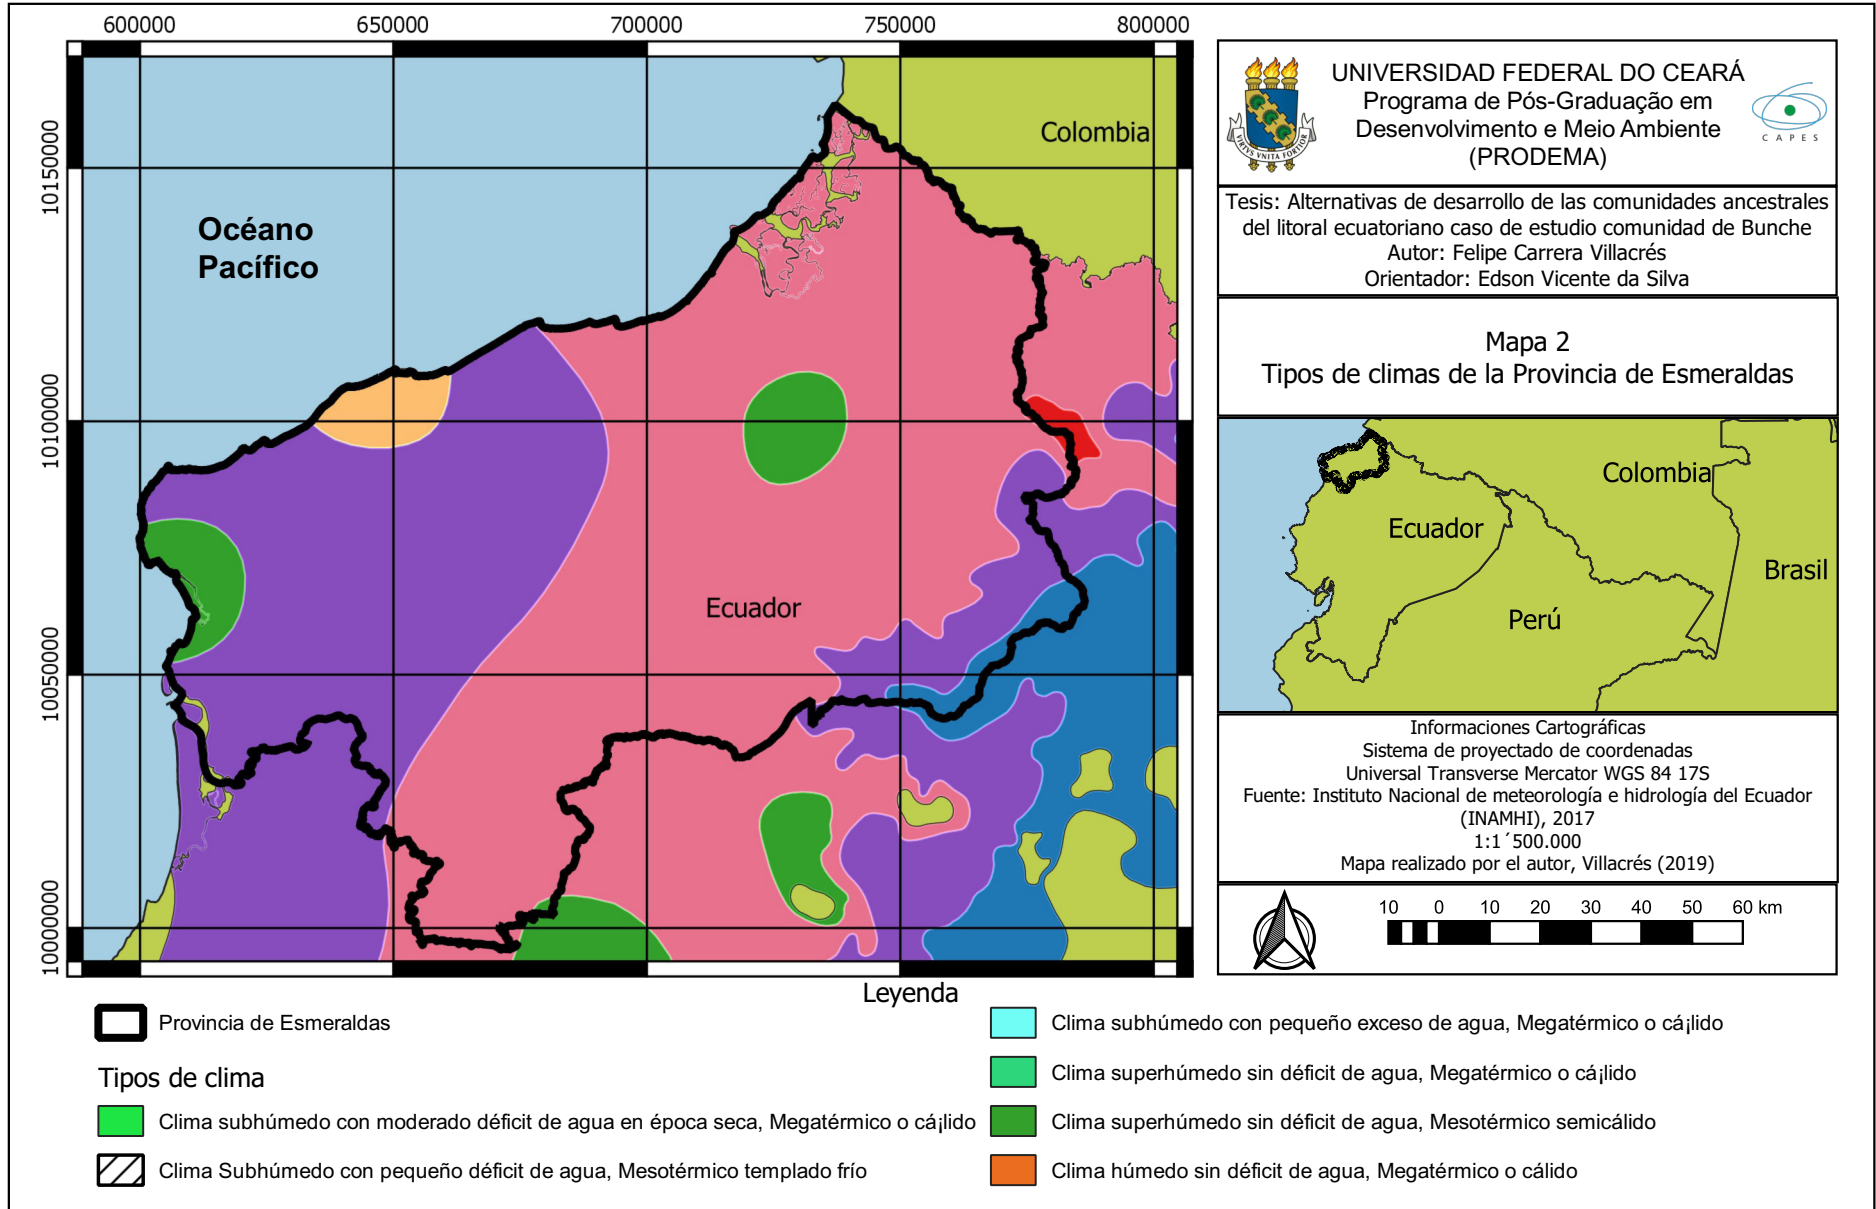 600000
650000
700000
750000
800000
10150000
10100000
10050000
10000000
Océano
Pacífico
Colombia
Ecuador
UNIVERSIDAD FEDERAL DO CEARÁ
Programa de Pós-Graduação em
Desenvolvimento e Meio Ambiente
(PRODEMA)
VIRTVS VNITA FORTIOR
CAPES
Tesis: Alternativas de desarrollo de las comunidades ancestrales
del litoral ecuatoriano caso de estudio comunidad de Bunche
Autor: Felipe Carrera Villacrés
Orientador: Edson Vicente da Silva
Mapa 2
Tipos de climas de la Provincia de Esmeraldas
Colombia
Ecuador
Brasil
Perú
Informaciones Cartográficas
Sistema de proyectado de coordenadas
Universal Transverse Mercator WGS 84 17S
Fuente: Instituto Nacional de meteorología e hidrología del Ecuador
(INAMHI), 2017
1:1´500.000
Mapa realizado por el autor, Villacrés (2019)
10 0 10 20 30 40 50 60 km
Leyenda
Provincia de Esmeraldas
Tipos de clima
Clima subhúmedo con moderado déficit de agua en época seca, Megatérmico o cá¡lido
Clima Subhúmedo con pequeño déficit de agua, Mesotérmico templado frío
Clima subhúmedo con pequeño exceso de agua, Megatérmico o cá¡lido
Clima superhúmedo sin déficit de agua, Megatérmico o cá¡lido
Clima superhúmedo sin déficit de agua, Mesotérmico semicálido
Clima húmedo sin déficit de agua, Megatérmico o cálido